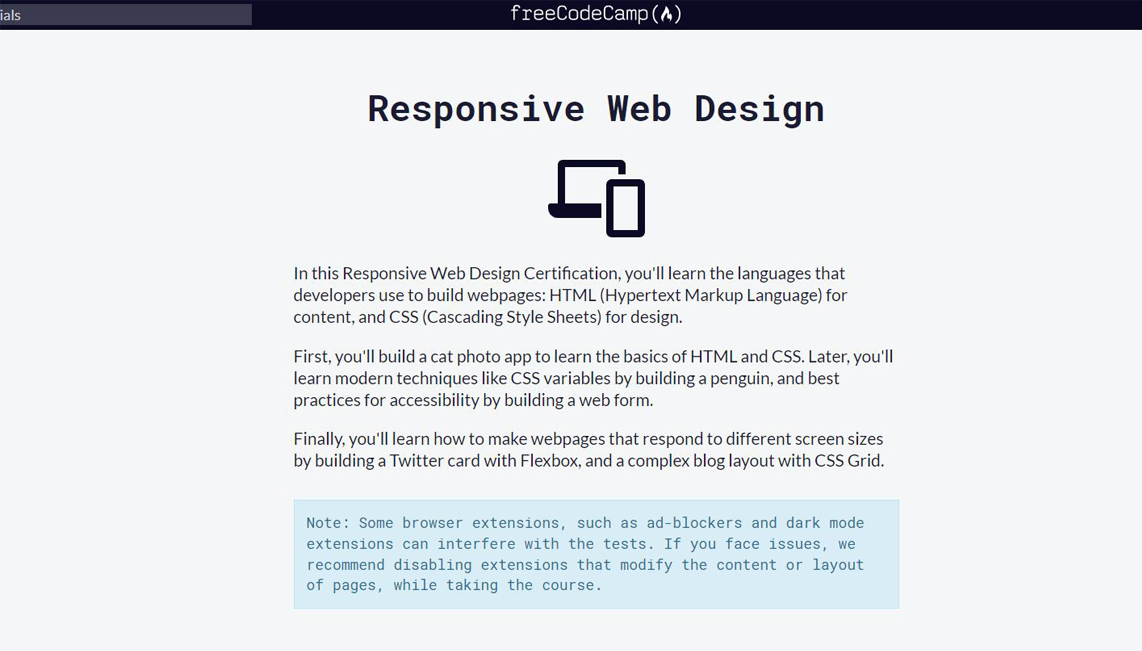 ials
freeCodeCamp
Responsive Web Design
In this Responsive Web Design Certification, you'll learn the languages that
developers use to build webpages: HTML (Hypertext Markup Language) for
content, and CSS (Cascading Style Sheets) for design.
First, you'll build a cat photo app to learn the basics of HTML and CSS. Later, you'll
learn modern techniques like CSS variables by building a penguin, and best
practices for accessibility by building a web form.
Finally, you'll learn how to make webpages that respond to different screen sizes
by building a Twitter card with Flexbox, and a complex blog layout with CSS Grid.
Note: Some browser extensions, such as ad-blockers and dark mode
extensions can interfere with the tests. If you face issues, we
recommend disabling extensions that modify the content or layout
of pages, while taking the course.